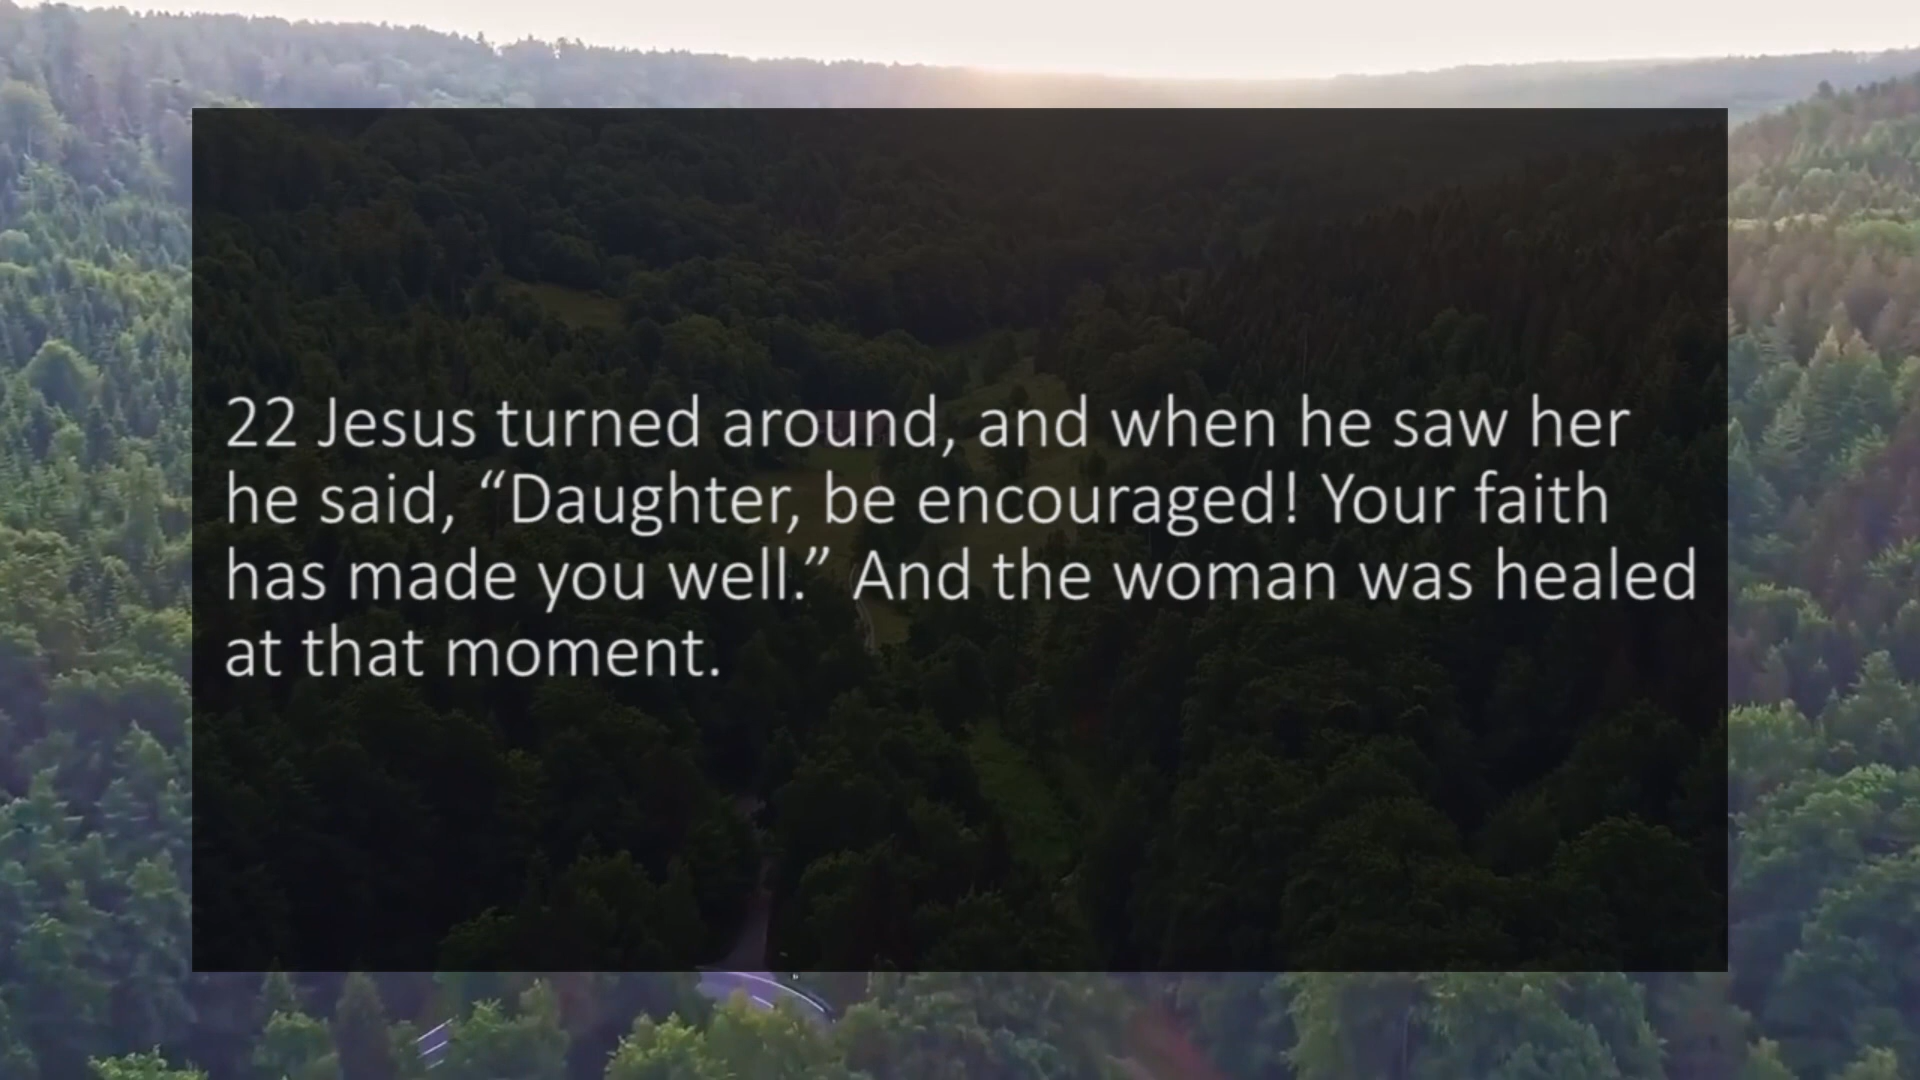 22 Jesus turned around, and when he saw her
he said, “Daughter, be encouraged! Your faith
has made you well.” And the woman was healed
at that moment.